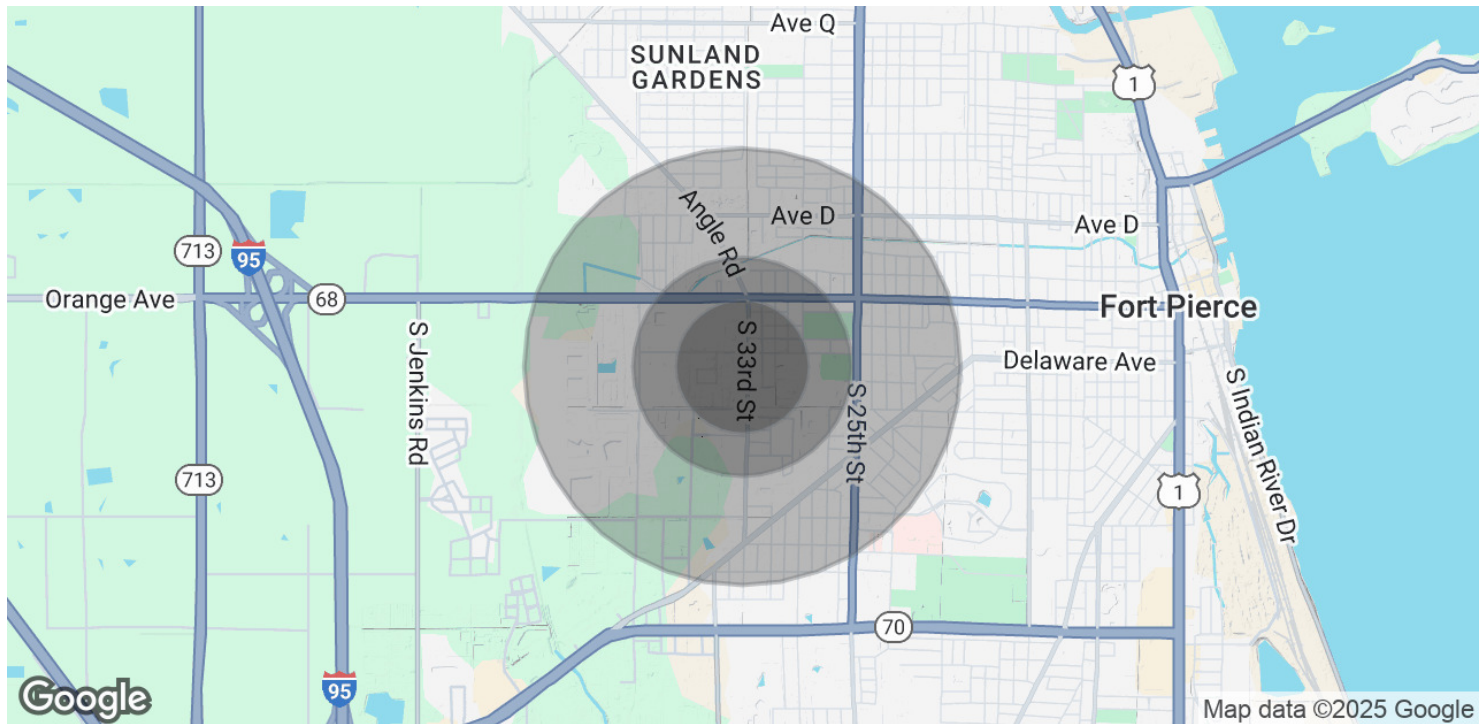 Ave Q
SUNLAND
GARDENS
1
Angle Rd
Ave D
Ave D
713
95
Orange Ave
68
Fort Pierce
S Jenkins Rd
S 33rd St
Delaware Ave
S 25th St
S Indian River Dr
713
1
70
95
Google
Map data ©2025 Google